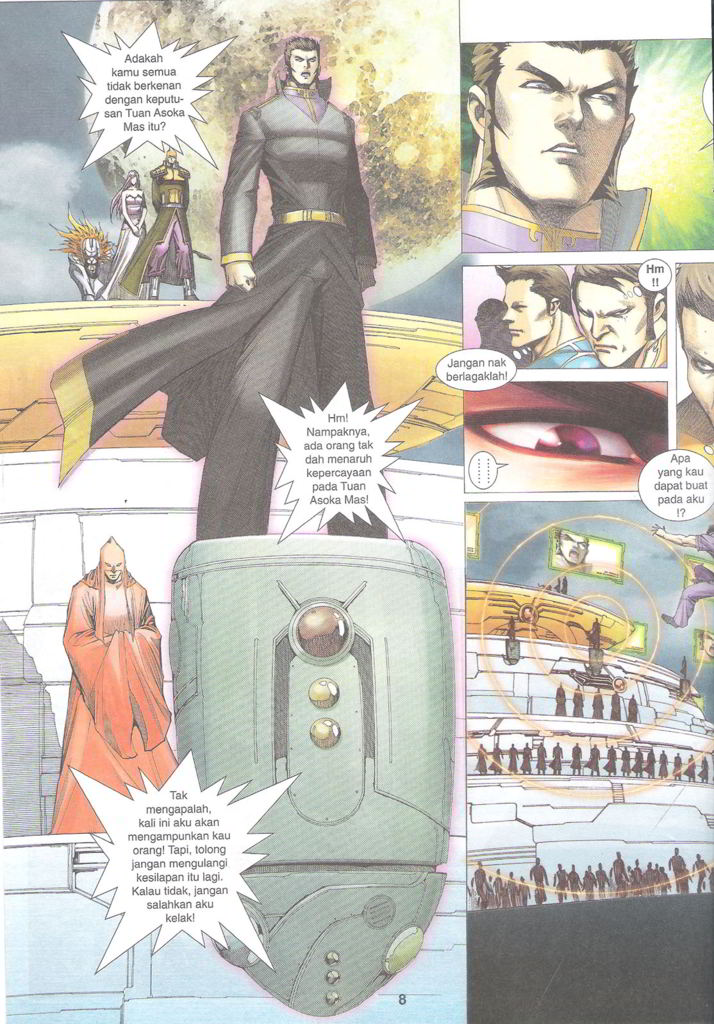 Adakah
kamu semua
tidak berkenan
dengan keputu-
san Tuan Asoka
Mas itu?
Hm!
Nampaknya,
ada orang tak
dah menaruh
kepercayaan
pada Tuan
Asoka Mas!
Tak
mengapalah,
kali ini aku akan
mengampunkan kau
orang! Tapi, tolong
jangan mengulangi
kesilapan itu lagi.
Kalau tidak, jangan
salahkan aku
kelak!
Hm
!!
Jangan nak
berlagaklah!
Apa
yang kau
dapat buat
pada aku
!?
8